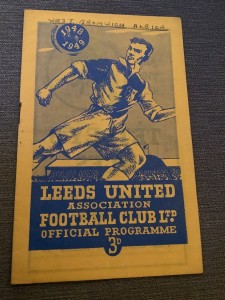 WEST BROMWICH ALBION
1948
1949
LEEDS UNITED
ASSOCIATION
FOOTBALL CLUB LTD.
OFFICIAL PROGRAMME
3D